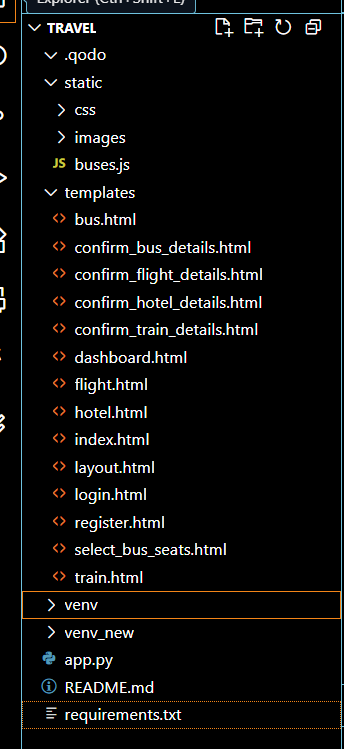 Explorer (Ctrl+Shift+E)
TRAVEL
.qodo
static
css
images
JS buses.js
templates
<> bus.html
<> confirm_bus_details.html
<> confirm_flight_details.html
<> confirm_hotel_details.html
<> confirm_train_details.html
<> dashboard.html
<> flight.html
<> hotel.html
<> index.html
<> layout.html
<> login.html
<> register.html
<> select_bus_seats.html
<> train.html
venv
venv_new
app.py
README.md
requirements.txt